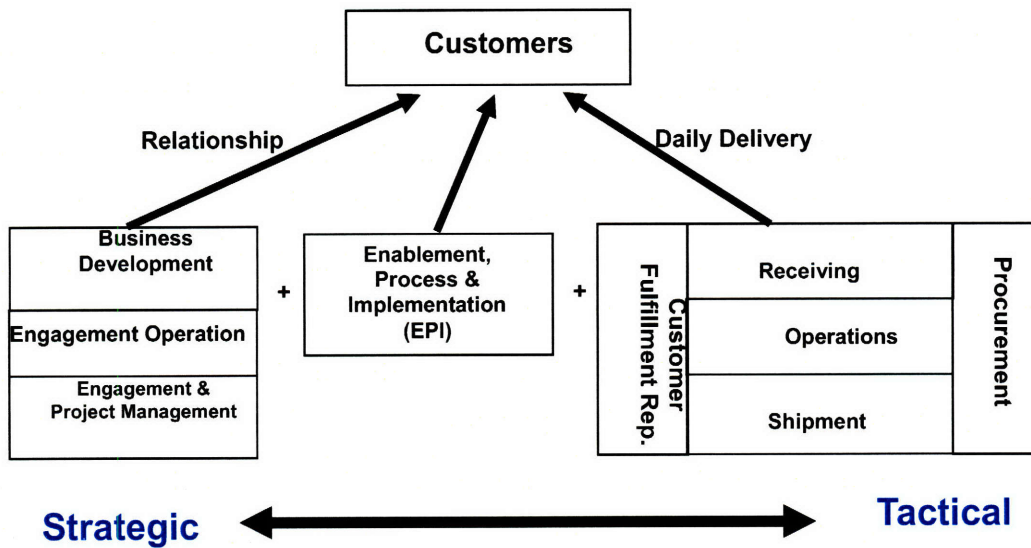 Customers
Relationship
Daily Delivery
Business
Development
Engagement Operation
Engagement &
Project Management
+
Enablement,
Process &
Implementation
(EPI)
+
Customer
Fulfillment Rep.
Receiving
Operations
Shipment
Procurement
Strategic
Tactical